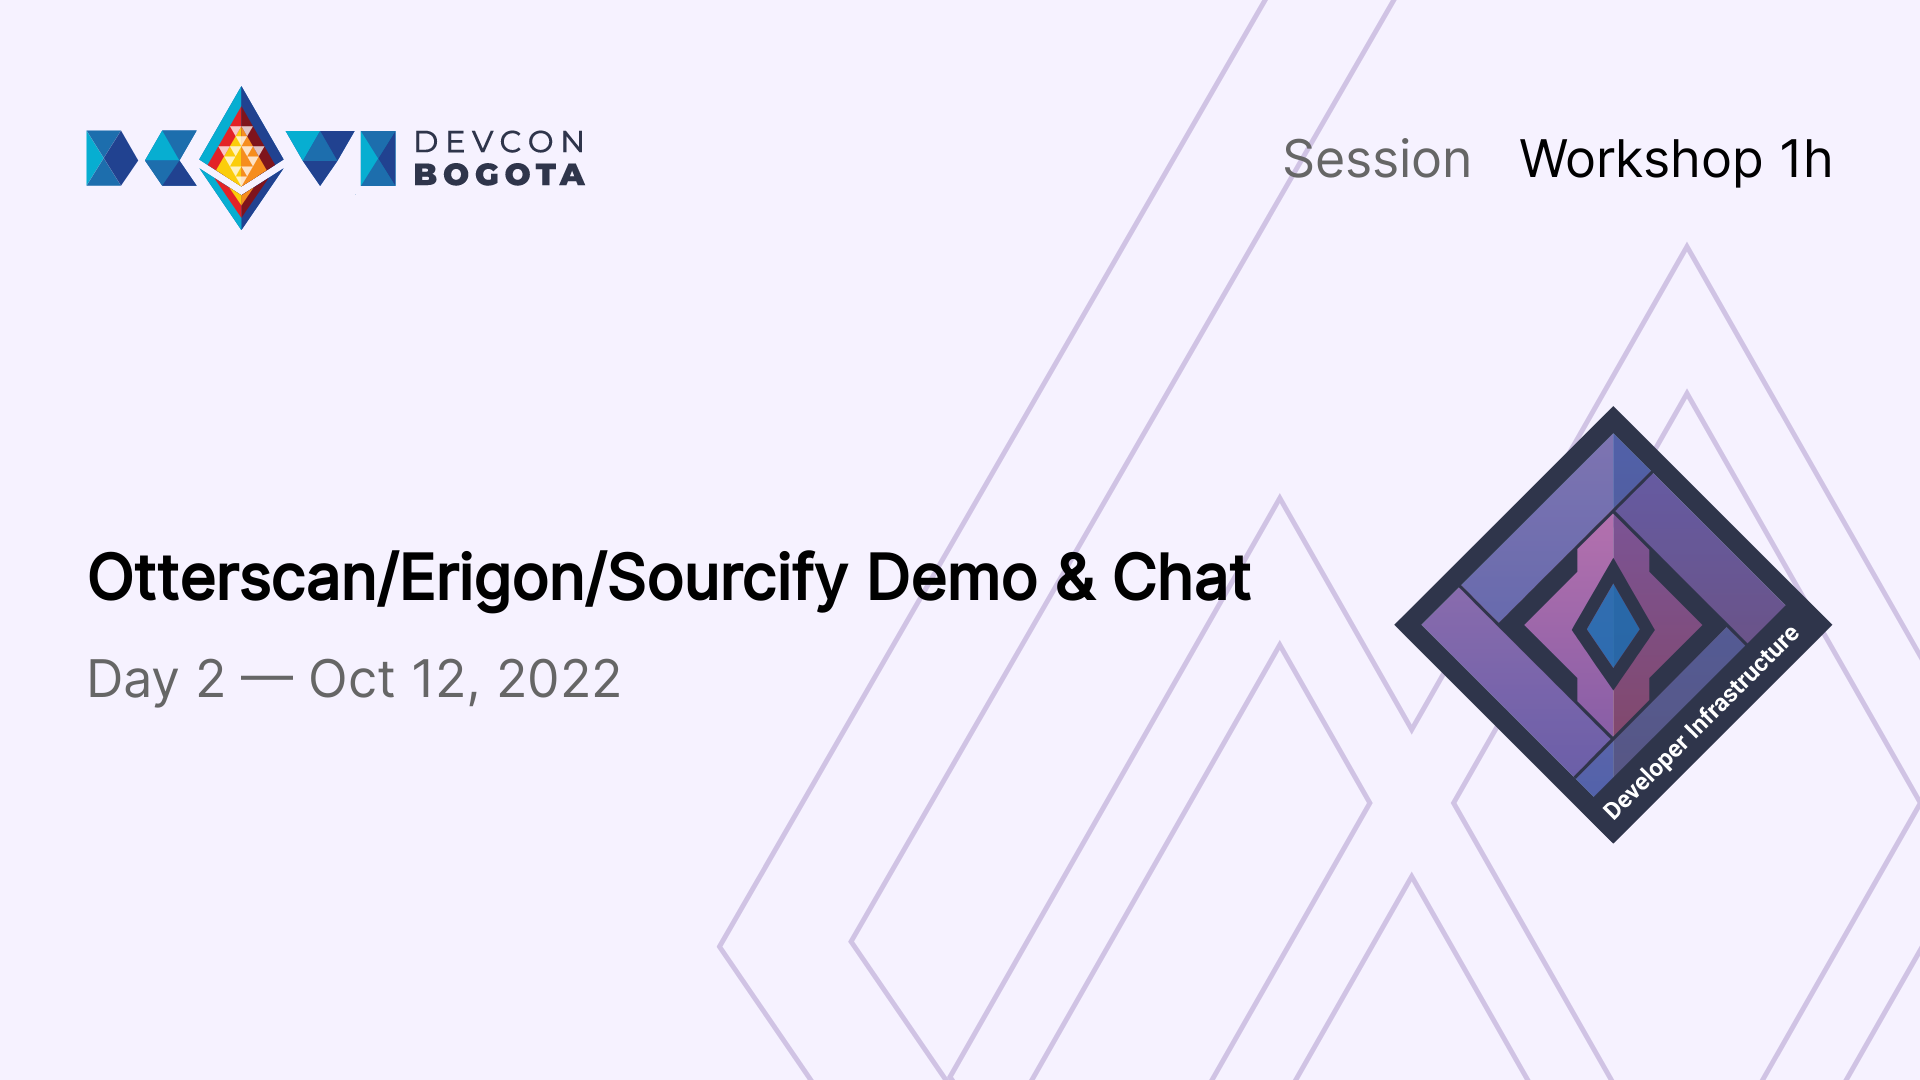 DEVCON
BOGOTA
Session Workshop 1h
Otterscan/Erigon/Sourcify Demo & Chat
Day 2 — Oct 12, 2022
Developer Infrastructure